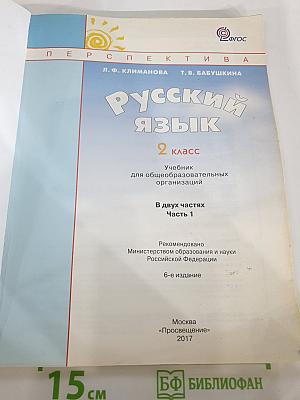 ФГОС
ПЕРСПЕКТИВА
Л. Ф. КЛИМАНОВА Т. В. БАБУШКИНА
Русский
язык
2 класс
Учебник
для общеобразовательных
организаций
В двух частях
Часть 1
Рекомендовано
Министерством образования и науки
Российской Федерации
6-е издание
Москва
«Просвещение»
2017
15 см
БФ БИБЛИОФАН